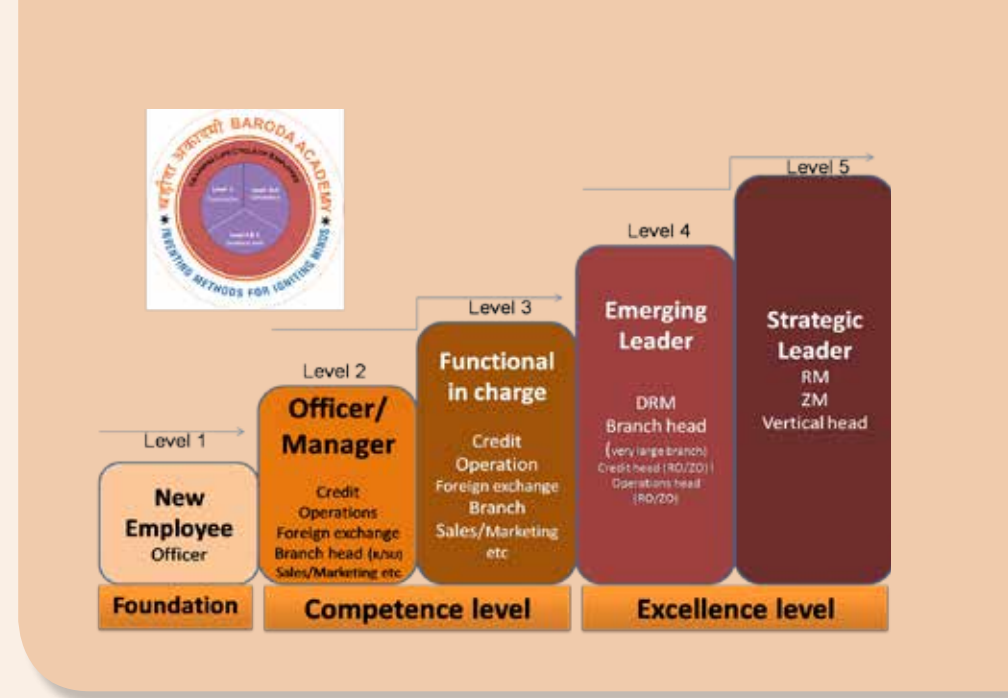 बड़ौदा अकादमी BARODA ACADEMY
INVENTING METHODS FOR IGNITING MINDS
Level 1
New
Employee
Officer
Foundation
Level 2
Officer/
Manager
Credit
Operations
Foreign exchange
Branch head
Sales/Marketing etc
Level 3
Functional
in charge
Credit
Operation
Foreign exchange
Branch
Sales/Marketing
etc
Competence level
Level 4
Emerging
Leader
DRM
Branch head
(very large branch)
Credit head (RO/ZO)
Operations head
(RO/ZO)
Level 5
Strategic
Leader
RM
ZM
Vertical head
Excellence level